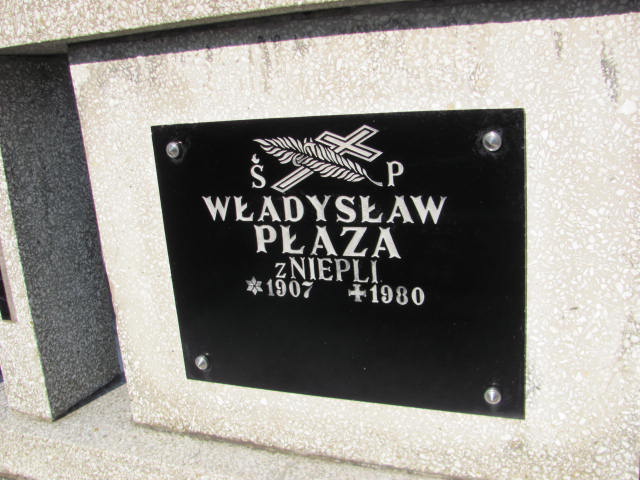 Ś P
WŁADYSŁAW
PŁAZA
z NIEPLI
1907 1980